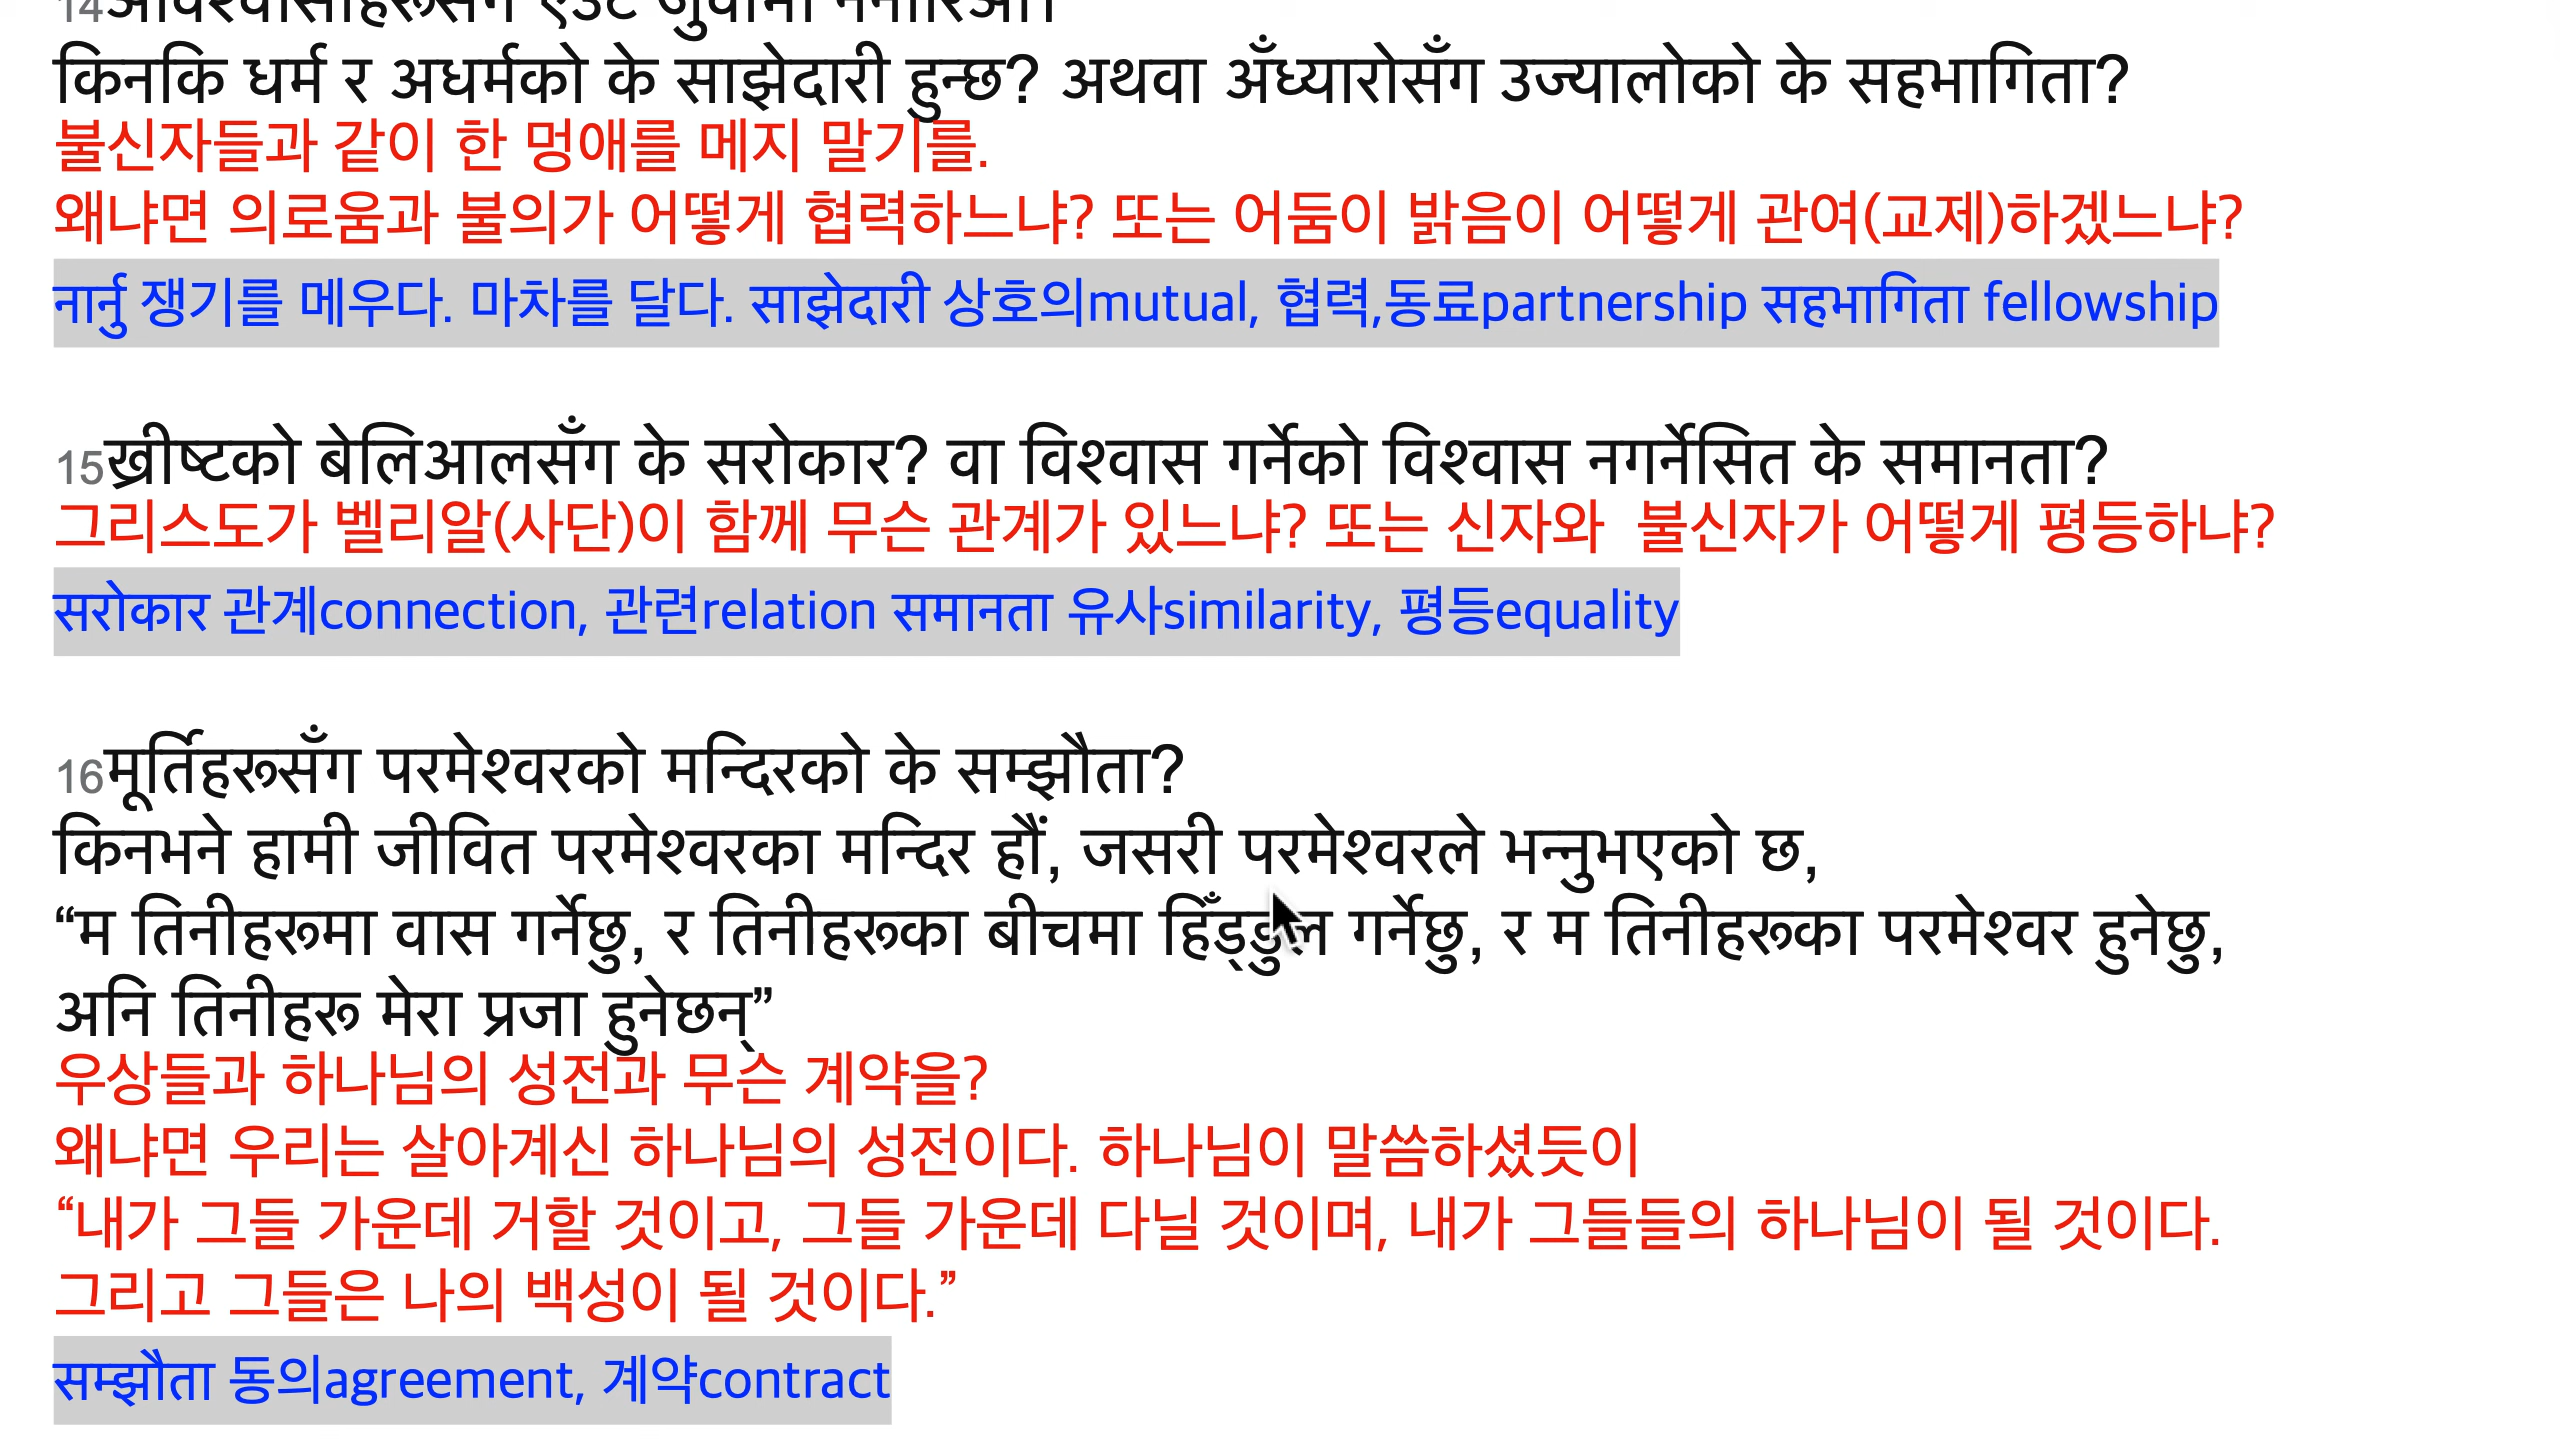 14अविश्वासीहरूसँग एउटै जुवामा ननारिओ।
किनकि धर्म र अधर्मको के साझेदारी हुन्छ? अथवा अँध्यारोसँग उज्यालोको के सहभागिता?
불신자들과 같이 한 멍애를 메지 말기를.
왜냐면 의로움과 불의가 어떻게 협력하느냐? 또는 어둠이 밝음이 어떻게 관여(교제)하겠느냐?
नार्नु 쟁기를 메우다. 마차를 달다. साझेदारी 상호의mutual, 협력,동료partnership सहभागिता fellowship
15ख्रीष्टको बेलिआलसँग के सरोकार? वा विश्वास गर्नेको विश्वास नगर्नेसित के समानता?
그리스도가 벨리알(사단)이 함께 무슨 관계가 있느냐? 또는 신자와 불신자가 어떻게 평등하냐?
सरोकार 관계connection, 관련relation समानता 유사similarity, 평등equality
16मूर्तिहरूसँग परमेश्वरको मन्दिरको के सम्झौता?
किनभने हामी जीवित परमेश्वरका मन्दिर हौं, जसरी परमेश्वरले भन्नुभएको छ,
“म तिनीहरूमा वास गर्नेछु, र तिनीहरूका बीचमा हिँड्डुल गर्नेछु, र म तिनीहरूका परमेश्वर हुनेछु,
अनि तिनीहरू मेरा प्रजा हुनेछन्”
우상들과 하나님의 성전과 무슨 계약을?
왜냐면 우리는 살아계신 하나님의 성전이다. 하나님이 말씀하셨듯이
“내가 그들 가운데 거할 것이고, 그들 가운데 다닐 것이며, 내가 그들들의 하나님이 될 것이다.
그리고 그들은 나의 백성이 될 것이다.”
सम्झौता 동의agreement, 계약contract